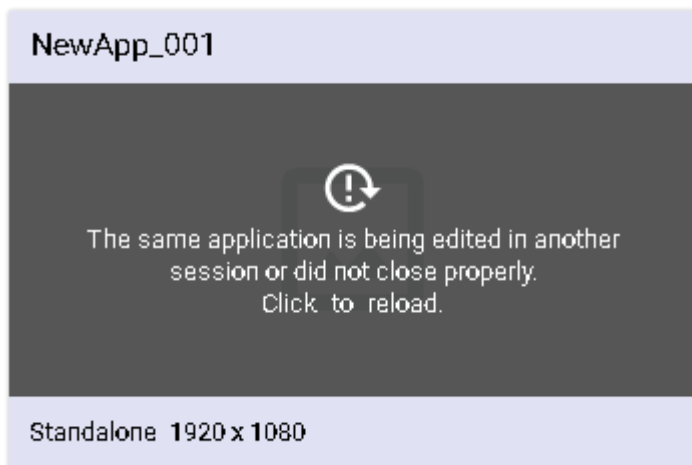 NewApp_001
The same application is being edited in another
session or did not close properly.
Click to reload.
Standalone 1920 x 1080